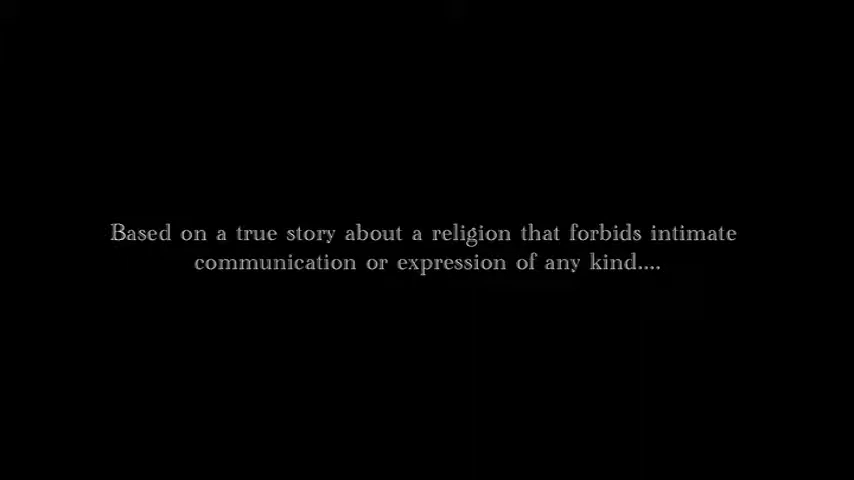 Based on a true story about a religion that forbids intimate
communication or expression of any kind....